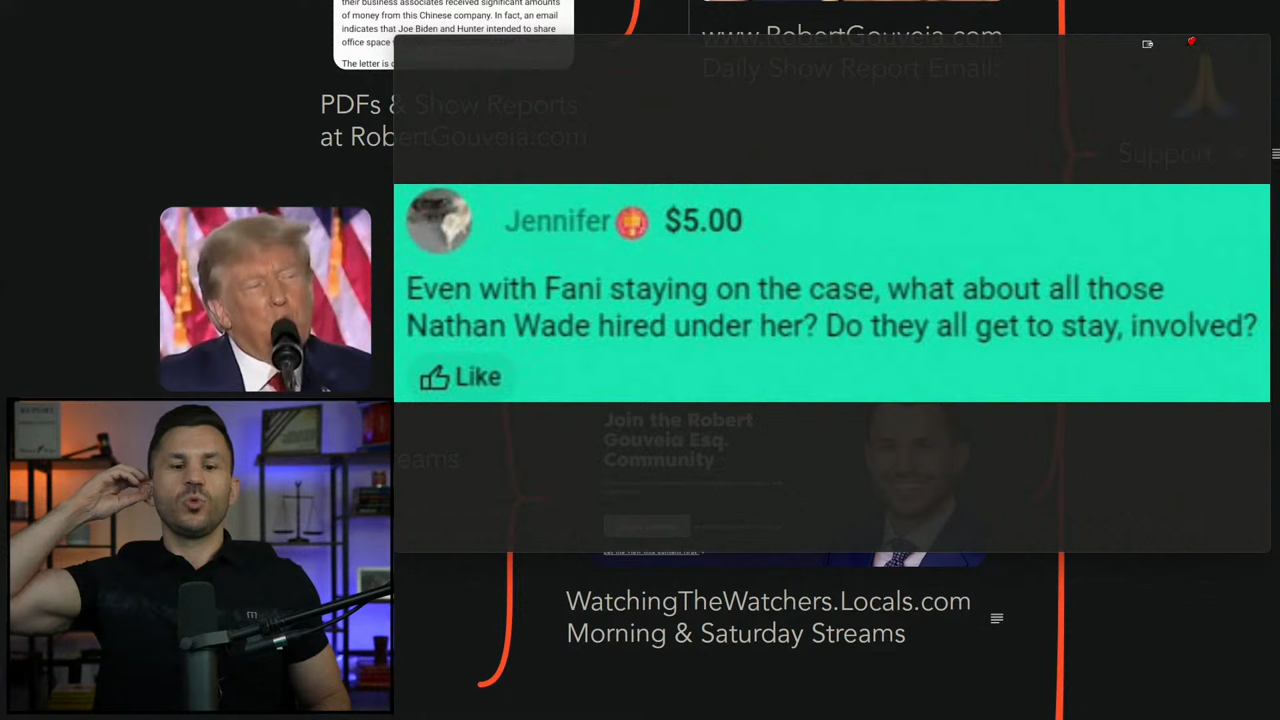 their business associates received significant amounts
of money from this Chinese company. In fact, an email
indicates that Joe Biden and Hunter intended to share
office space
The letter is
www.RobertGouveia.com
Daily Show Report Email:
PDFs & Show Reports
at RobertGouveia.com
Support
Jennifer $5.00
Even with Fani staying on the case, what about all those
Nathan Wade hired under her? Do they all get to stay, involved?
Like
Join the Robert
Gouveia Esq.
Community
reams
WatchingTheWatchers.Locals.com
Morning & Saturday Streams